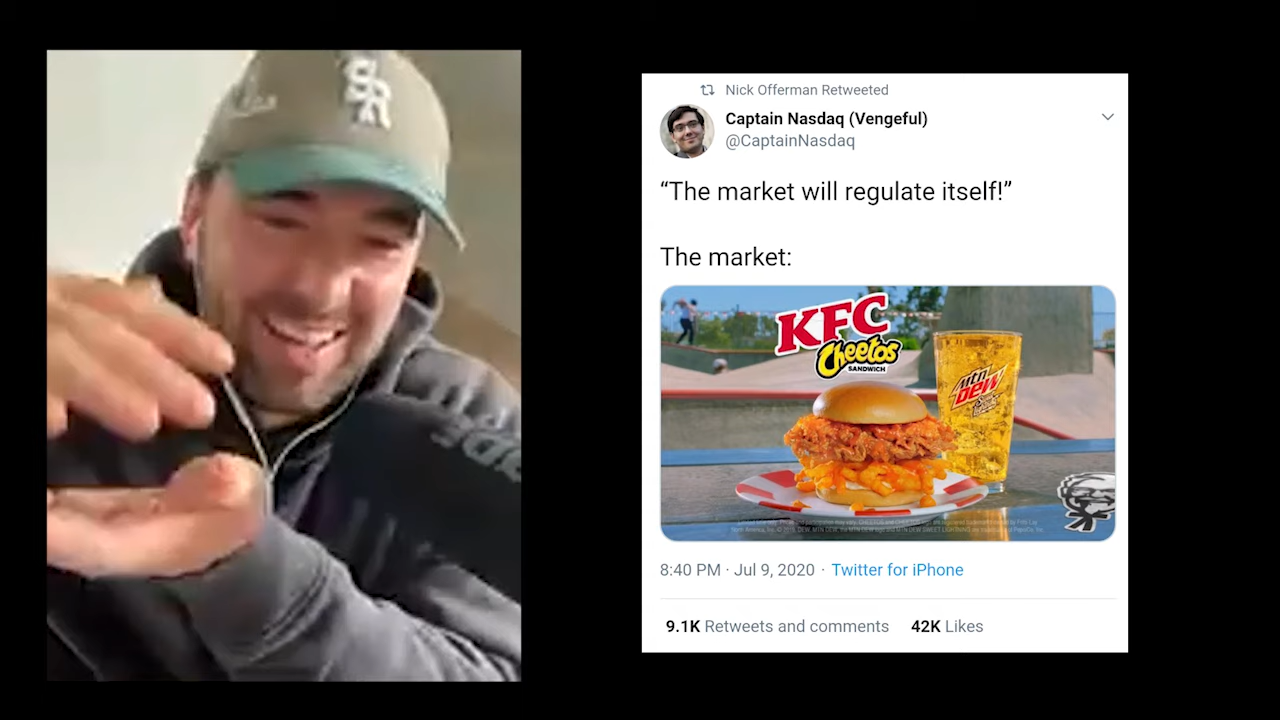 SR
Nick Offerman Retweeted
Captain Nasdaq (Vengeful)
@CaptainNasdaq
“The market will regulate itself!”
The market:
KFC
Cheetos
SANDWICH
Mtn
DEW
8:40 PM · Jul 9, 2020 · Twitter for iPhone
9.1K Retweets and comments 42K Likes